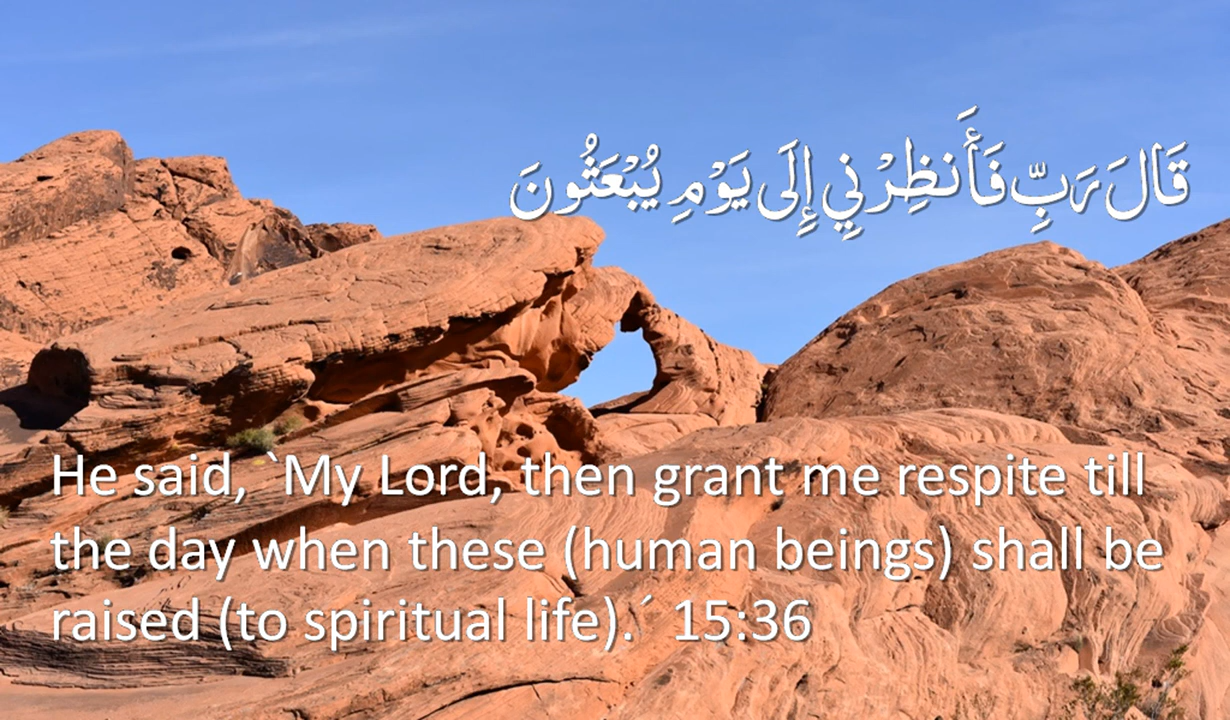 قَالَ رَبِّ فَأَنظِرْنِي إِلَى يَوْمِ يُبْعَثُونَ
He said, `My Lord, then grant me respite till
the day when these (human beings) shall be
raised (to spiritual life).´ 15:36